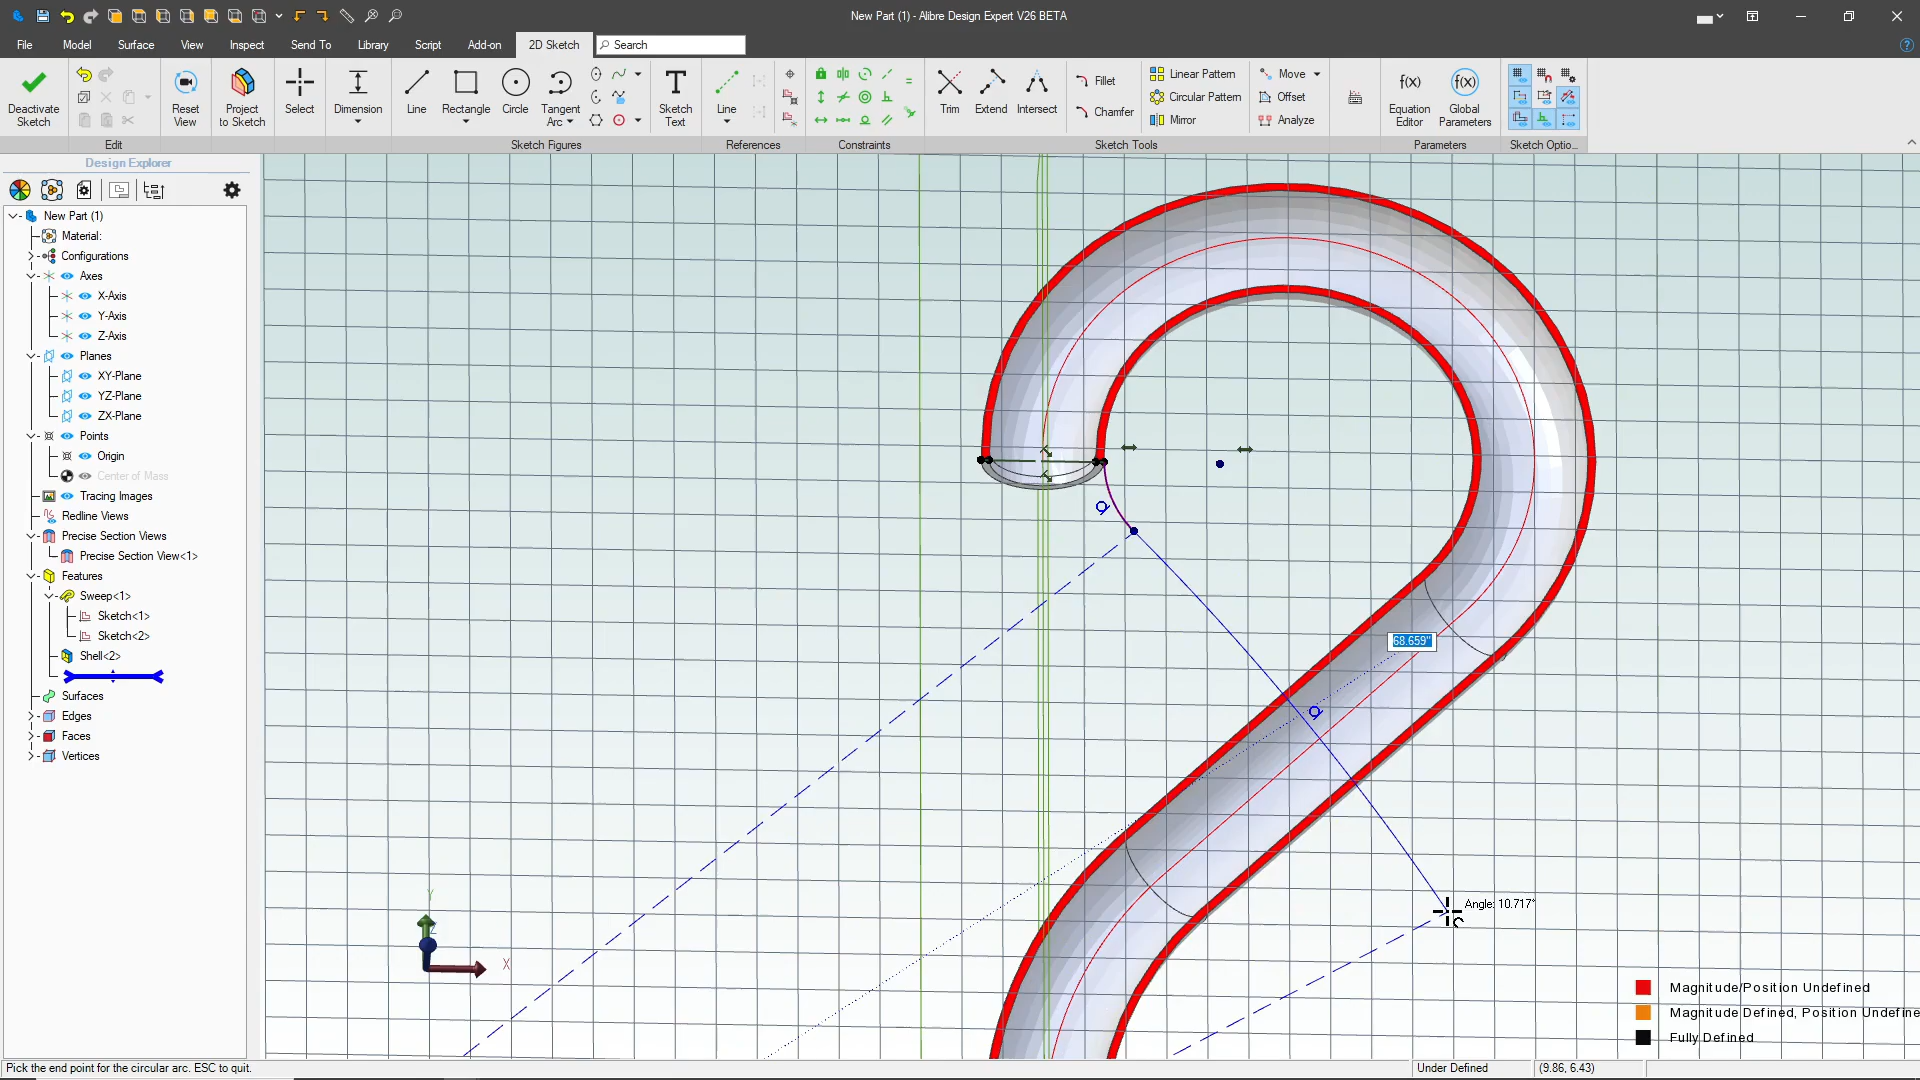 New Part (1) - Alibre Design Expert V26 BETA
File Model Surface View Inspect Send To Library Script Add-on 2D Sketch Search
Deactivate Sketch
Reset View
Project to Sketch
Select
Dimension
Line
Rectangle
Circle
Tangent Arc
Sketch Text
Line
Trim
Extend
Intersect
Fillet
Chamfer
Linear Pattern
Circular Pattern
Mirror
Move
Offset
Analyze
Equation Editor
Global Parameters
f(x)
f(x)
Edit
Sketch Figures
References
Constraints
Sketch Tools
Parameters
Sketch Optio...
Design Explorer
New Part (1)
Material:
Configurations
Axes
X-Axis
Y-Axis
Z-Axis
Planes
XY-Plane
YZ-Plane
ZX-Plane
Points
Origin
Center of Mass
Tracing Images
Redline Views
Precise Section Views
Precise Section View<1>
Features
Sweep<1>
Sketch<1>
Sketch<2>
Shell<2>
Surfaces
Edges
Faces
Vertices
68.659"
Angle: 10.717°
Y
Z
X
Magnitude/Position Undefined
Magnitude Defined, Position Undefine
Fully Defined
Pick the end point for the circular arc. ESC to quit.
Under Defined
(9.86, 6.43)